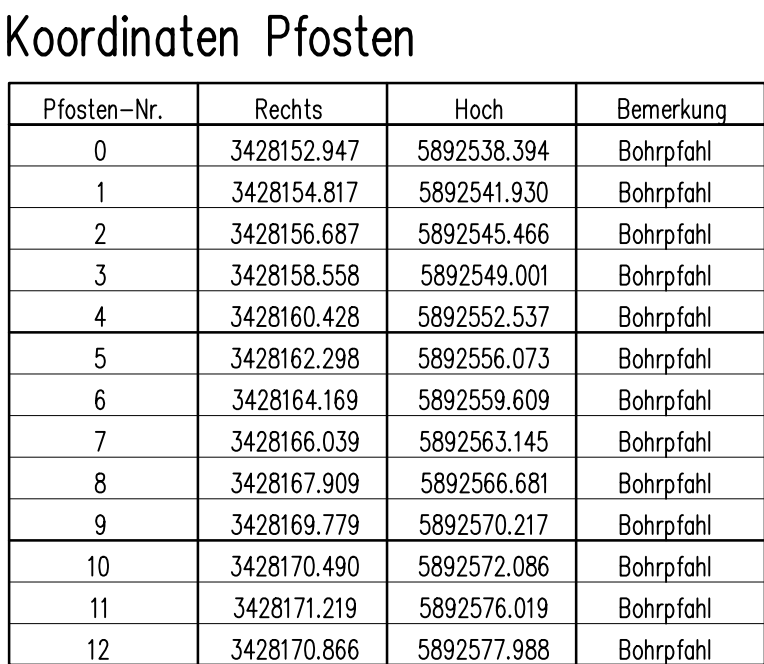 Koordinaten Pfosten
Pfosten-Nr. Rechts Hoch Bemerkung
0 3428152.947 5892538.394 Bohrpfahl
1 3428154.817 5892541.930 Bohrpfahl
2 3428156.687 5892545.466 Bohrpfahl
3 3428158.558 5892549.001 Bohrpfahl
4 3428160.428 5892552.537 Bohrpfahl
5 3428162.298 5892556.073 Bohrpfahl
6 3428164.169 5892559.609 Bohrpfahl
7 3428166.039 5892563.145 Bohrpfahl
8 3428167.909 5892566.681 Bohrpfahl
9 3428169.779 5892570.217 Bohrpfahl
10 3428170.490 5892572.086 Bohrpfahl
11 3428171.219 5892576.019 Bohrpfahl
12 3428170.866 5892577.988 Bohrpfahl